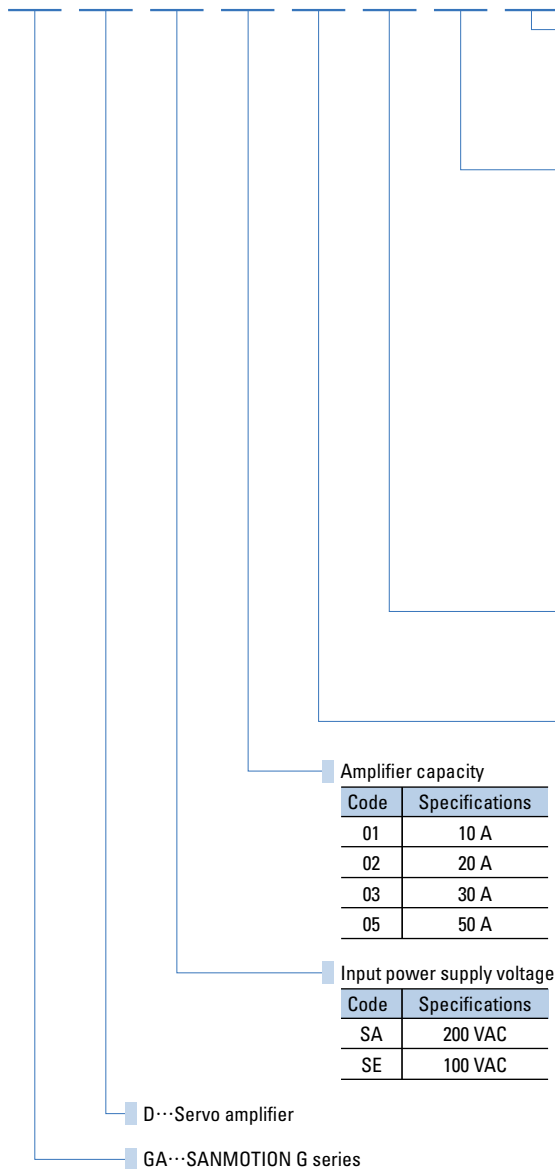 Amplifier capacity
Code Specifications
01 10 A
02 20 A
03 30 A
05 50 A
Input power supply voltage
Code Specifications
SA 200 VAC
SE 100 VAC
D⋯Servo amplifier
GA⋯SANMOTION G series